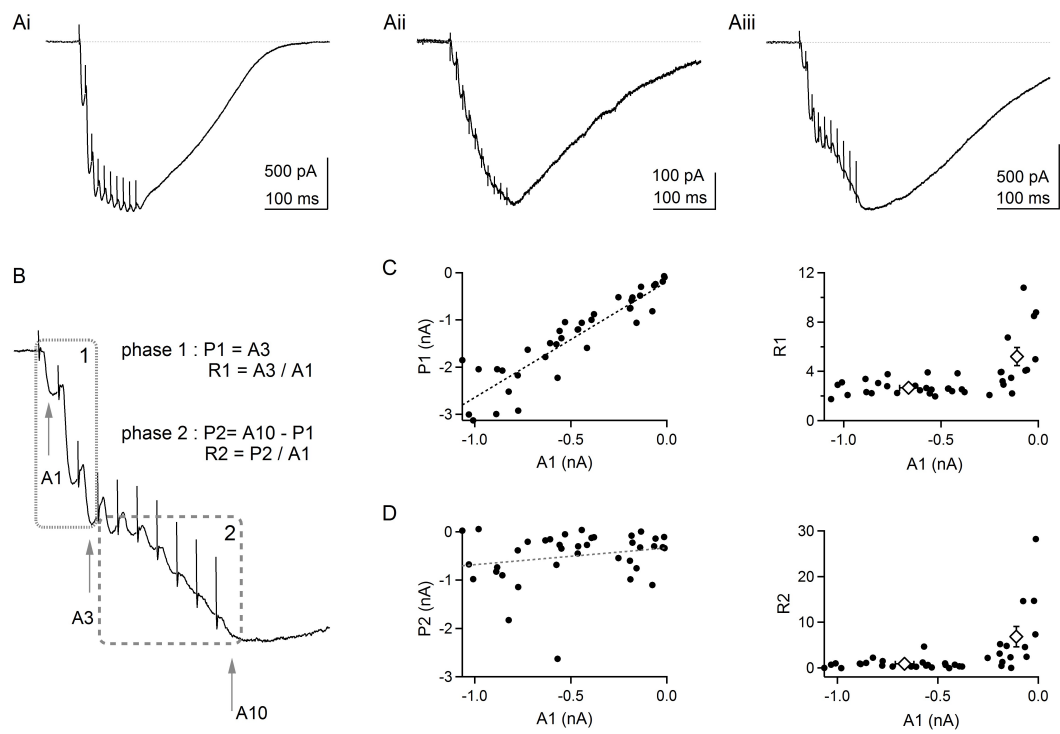 Ai
Aii
Aiii
500 pA
100 ms
100 pA
100 ms
500 pA
100 ms
B
1
phase 1 : P1 = A3
R1 = A3 / A1
phase 2 : P2= A10 - P1
R2 = P2 / A1
A1
2
A3
A10
C
P1 (nA)
0
-1
-2
-3
-1.0
-0.5
0.0
A1 (nA)
R1
12
8
4
0
-1.0
-0.5
0.0
A1 (nA)
D
P2 (nA)
0
-1
-2
-3
-1.0
-0.5
0.0
A1 (nA)
R2
30
20
10
0
-1.0
-0.5
0.0
A1 (nA)